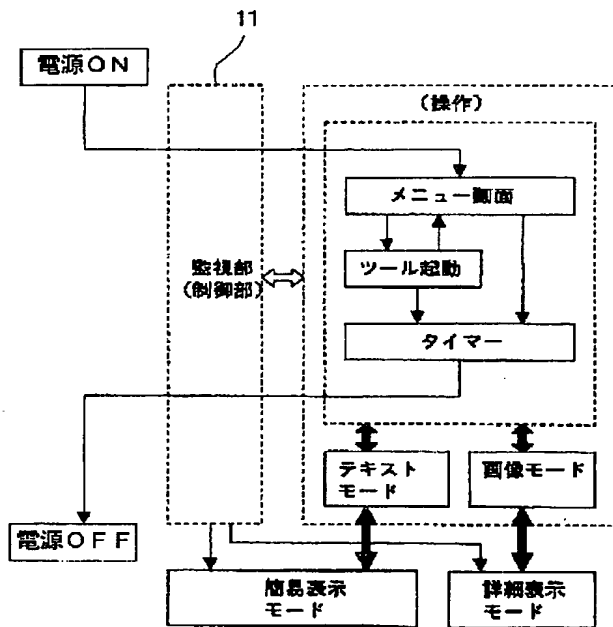 11
電源ON
(操作)
メニュー画面
監視部
(制御部)
ツール起動
タイマー
テキスト
モード
画像モード
電源OFF
簡易表示
モード
詳細表示
モード